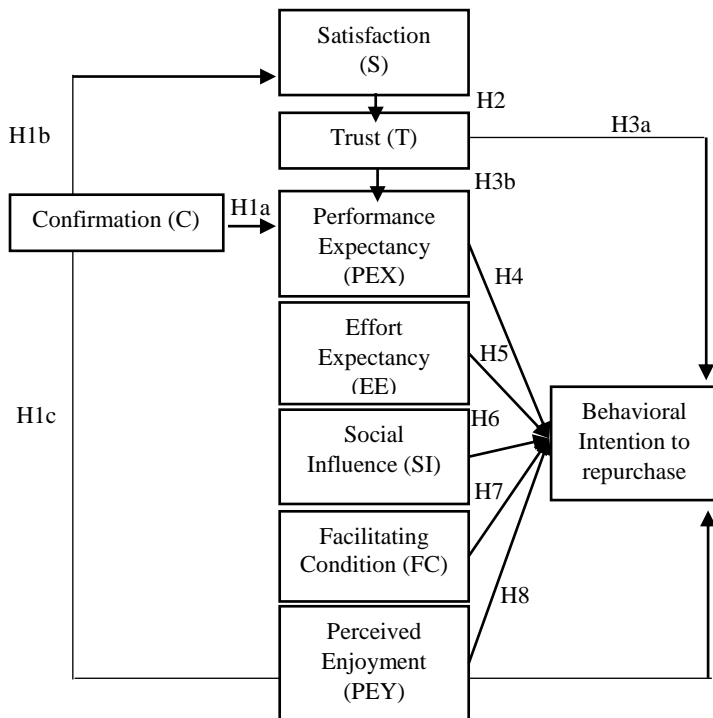 Satisfaction
(S)
H2
H3a
H1b
Trust (T)
H3b
H1a
Confirmation (C)
Performance
Expectancy
(PEX)
H4
Effort
Expectancy
(EE)
H5
H1c
Social
Influence (SI)
H6
Behavioral
Intention to
repurchase
H7
Facilitating
Condition (FC)
H8
Perceived
Enjoyment
(PEY)